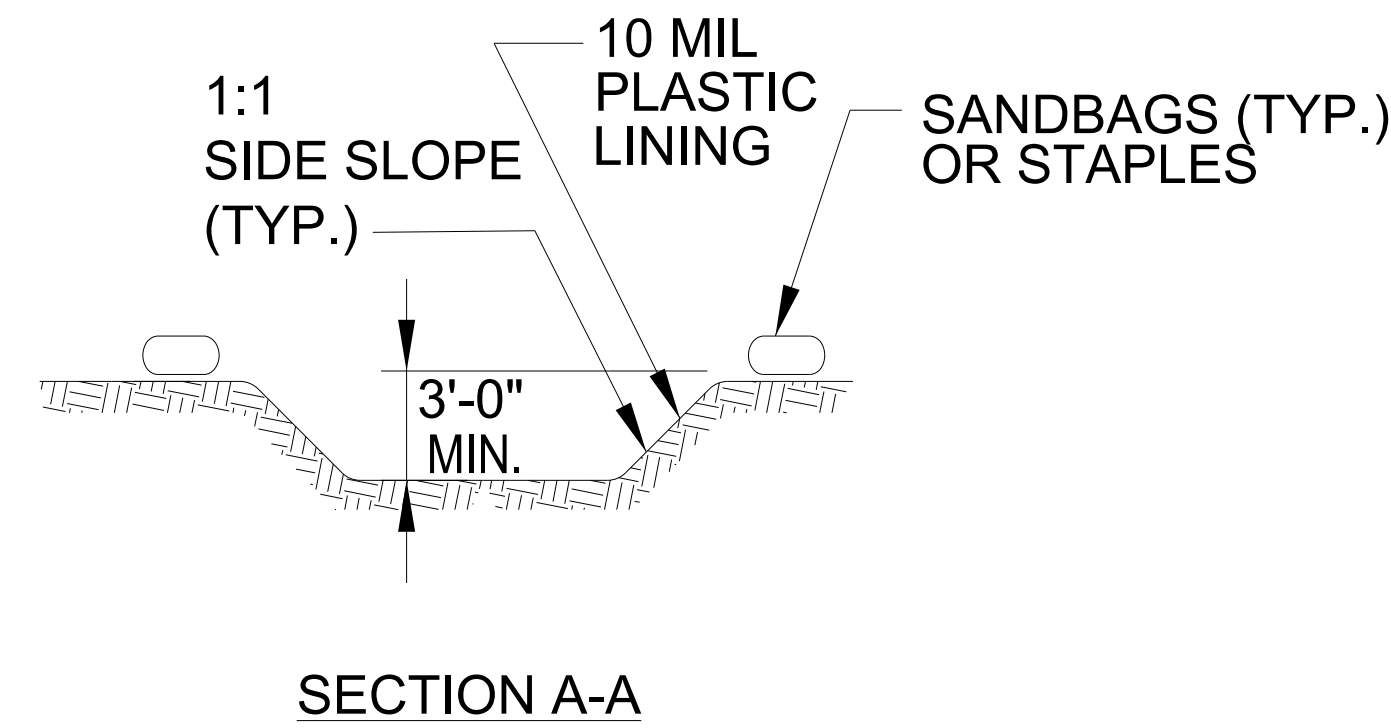 10 MIL
PLASTIC
LINING
1:1
SIDE SLOPE
(TYP.)
SANDBAGS (TYP.)
OR STAPLES
3'-0"
MIN.
SECTION A-A